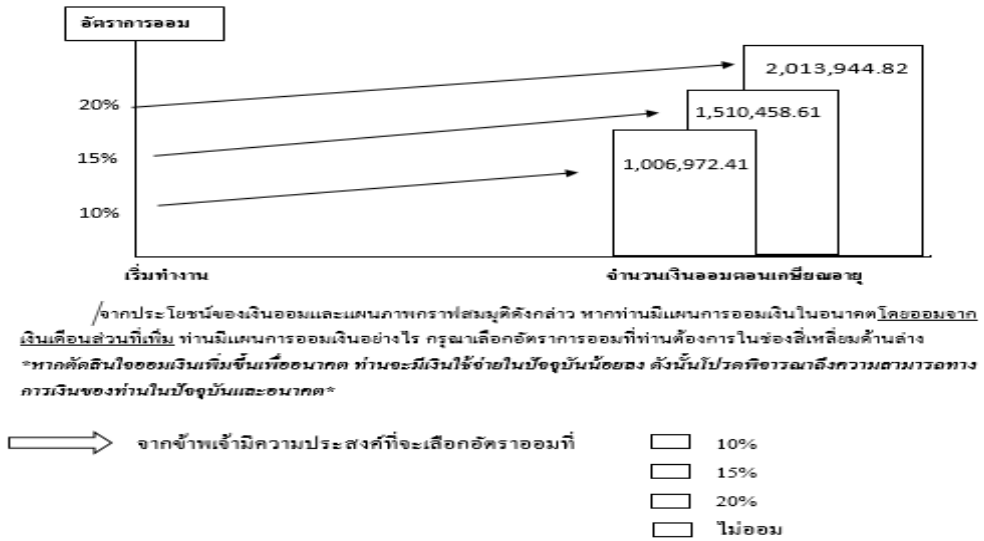 อัตราการออม
2,013,944.82
20%
1,510,458.61
15%
1,006,972.41
10%
เริ่มทำงาน
จำนวนเงินออมตอนเกษียณอายุ
จากประโยชน์ของเงินออมและแผนภาพกราฟสมมุติดังกล่าว หากท่านมีแผนการออมเงินในอนาคตโดยออมจาก
เงินเดือนส่วนที่เพิ่ม ท่านมีแผนการออมเงินอย่างไร กรุณาเลือกอัตราการออมที่ท่านต้องการในช่องสี่เหลี่ยมด้านล่าง
*หากตัดสินใจออมเงินเพิ่มขึ้นเพื่ออนาคต ท่านจะมีเงินใช้จ่ายในปัจจุบันน้อยลง ดังนั้นโปรดพิจารณาถึงความสามารถทาง
การเงินของท่านในปัจจุบันและอนาคต*
จากข้าพเจ้ามีความประสงค์ที่จะเลือกอัตราออมที่
10%
15%
20%
ไม่ออม